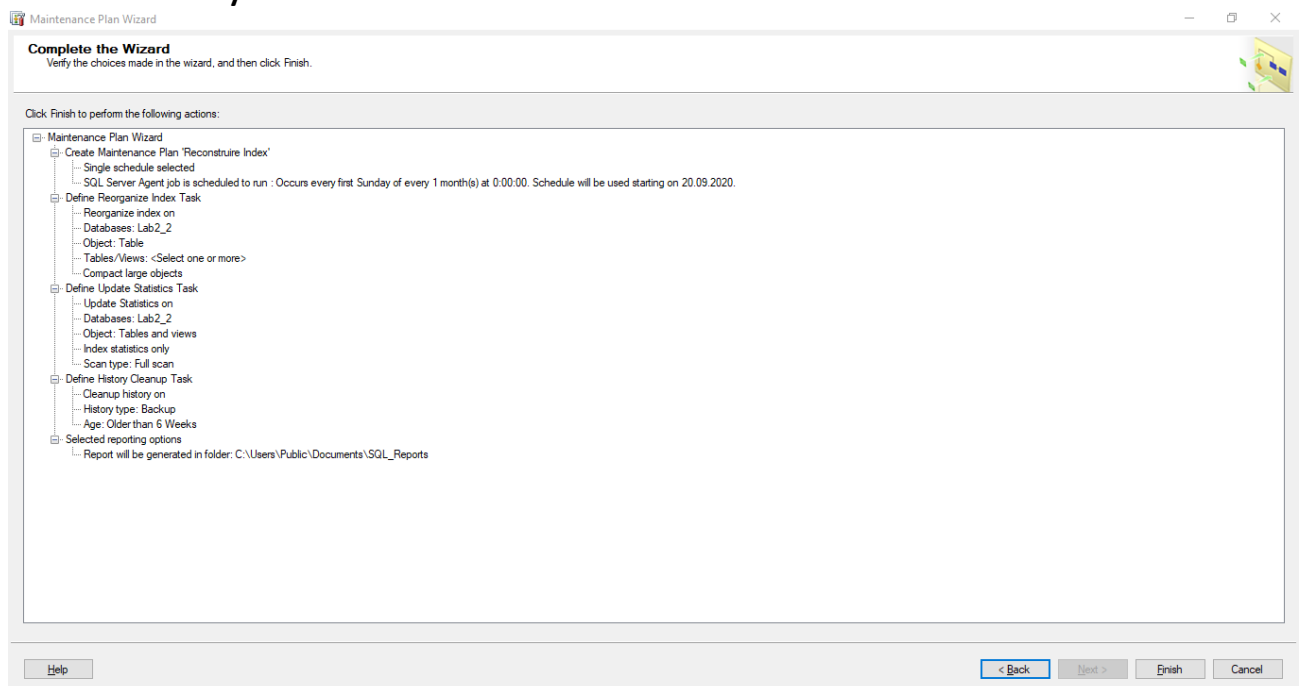 Maintenance Plan Wizard
Complete the Wizard
Verify the choices made in the wizard, and then click Finish.
Click Finish to perform the following actions:
Maintenance Plan Wizard
Create Maintenance Plan 'Reconstruire Index'
Single schedule selected
SQL Server Agent job is scheduled to run : Occurs every first Sunday of every 1 month(s) at 0:00:00. Schedule will be used starting on 20.09.2020.
Define Reorganize Index Task
Reorganize index on
Databases: Lab2_2
Object: Table
Tables/Views: <Select one or more>
Compact large objects
Define Update Statistics Task
Update Statistics on
Databases: Lab2_2
Object: Tables and views
Index statistics only
Scan type: Full scan
Define History Cleanup Task
Cleanup history on
History type: Backup
Age: Older than 6 Weeks
Selected reporting options
Report will be generated in folder: C:\Users\Public\Documents\SQL_Reports
Help < Back Next > Finish Cancel